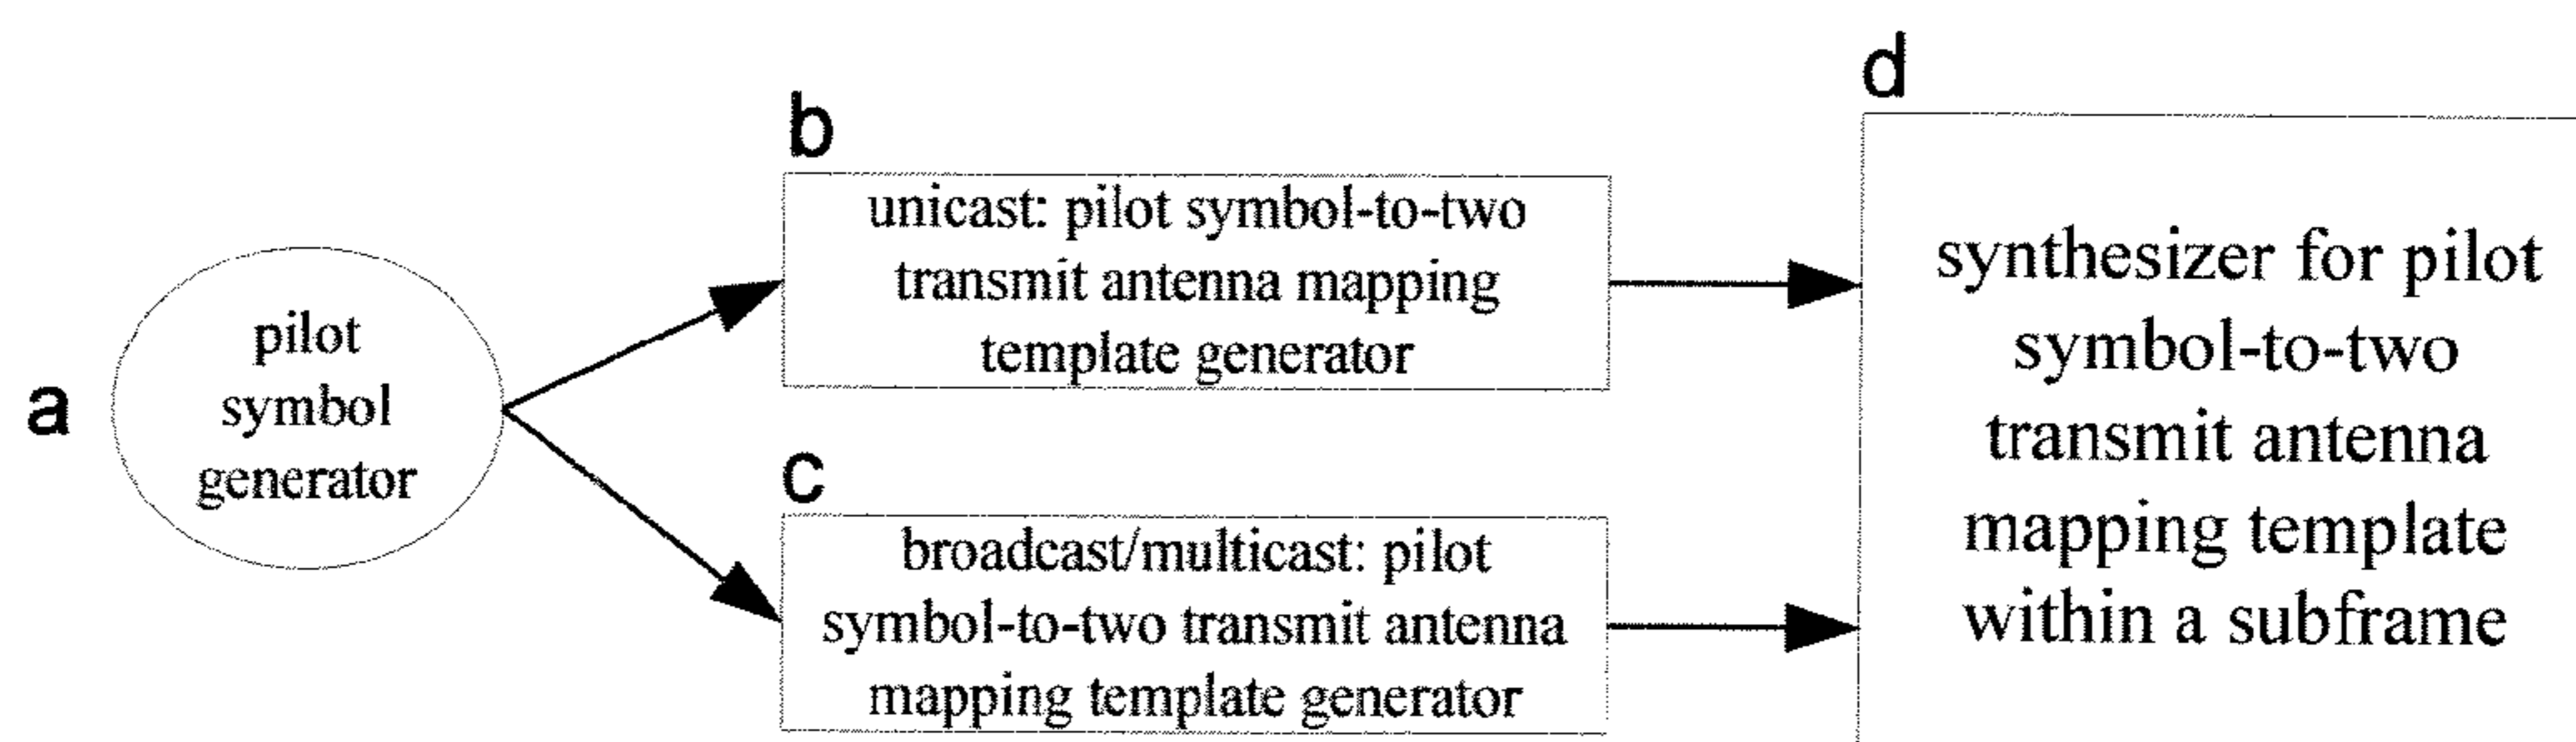 a
pilot
symbol
generator
b
unicast: pilot symbol-to-two
transmit antenna mapping
template generator
c
broadcast/multicast: pilot
symbol-to-two transmit antenna
mapping template generator
d
synthesizer for pilot
symbol-to-two
transmit antenna
mapping template
within a subframe